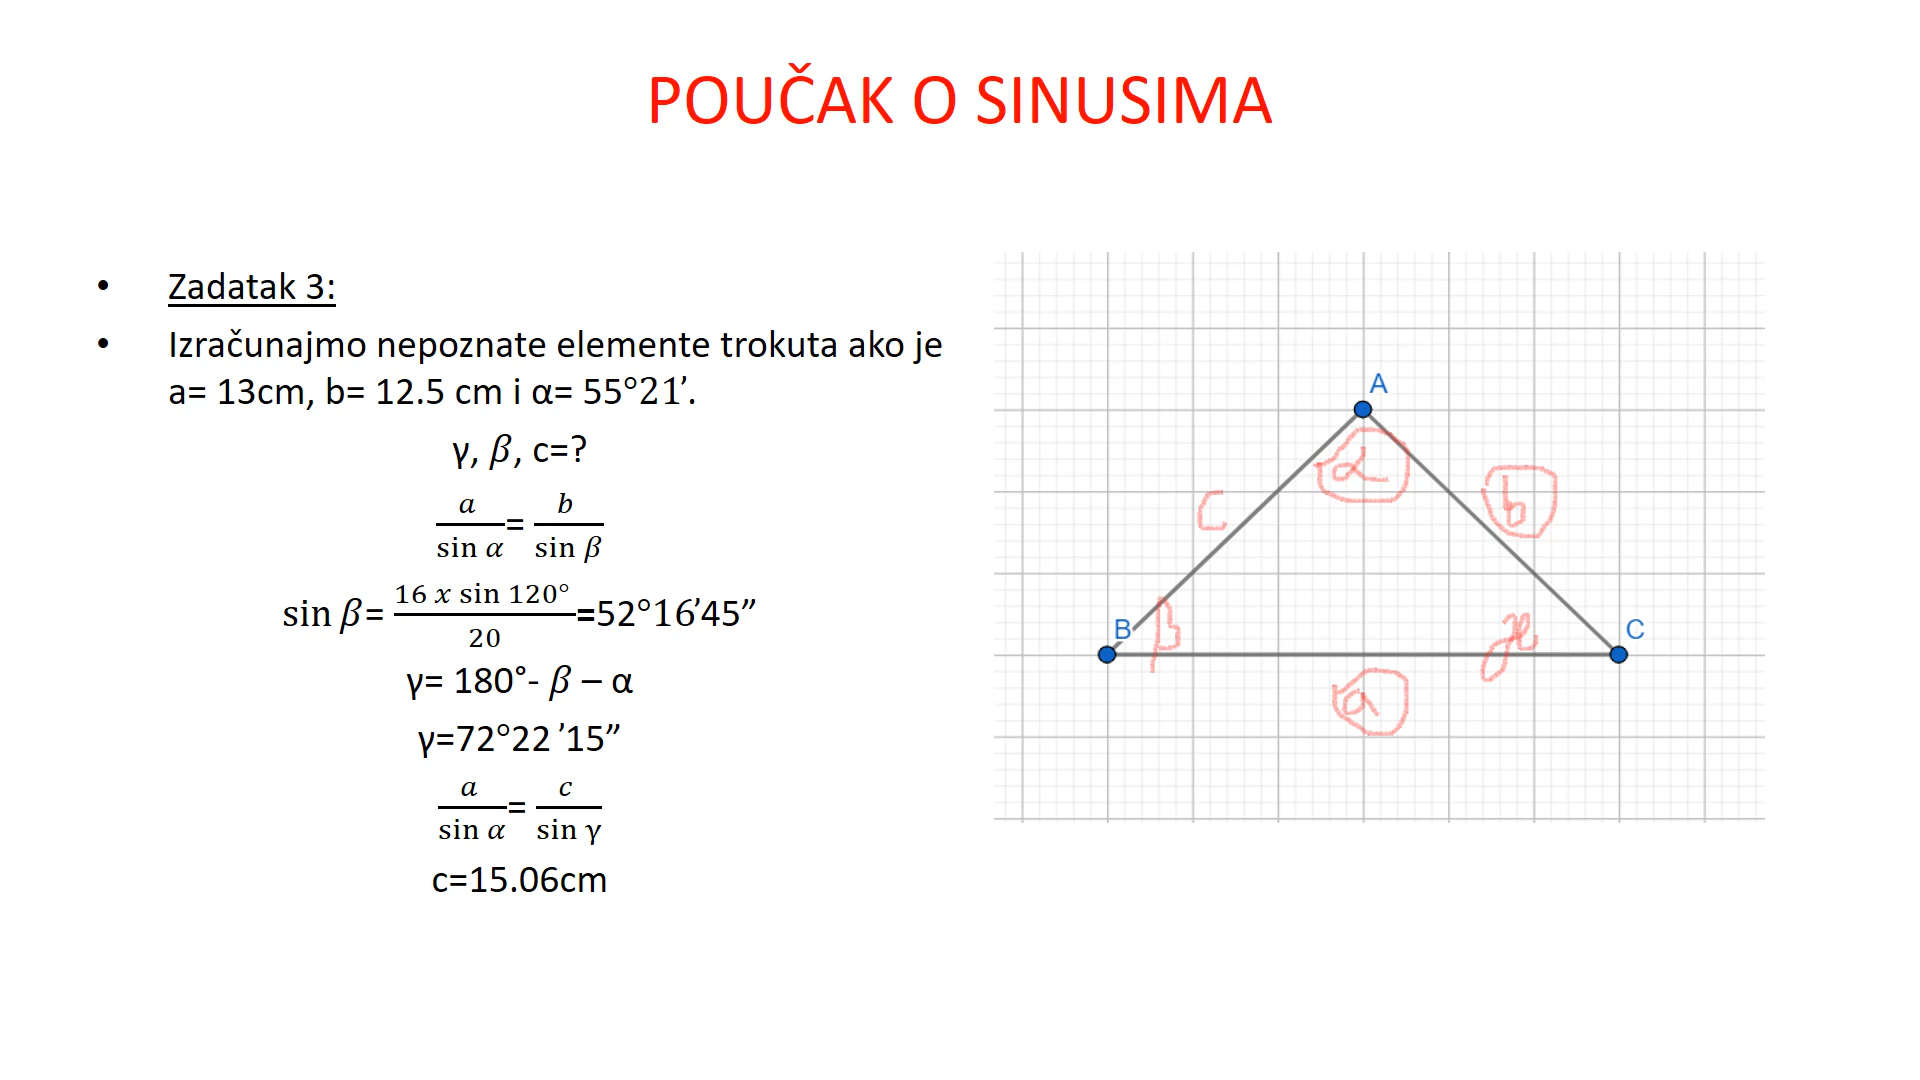 POUČAK O SINUSIMA
• Zadatak 3:
• Izračunajmo nepoznate elemente trokuta ako je
a= 13cm, b= 12.5 cm i α= 55°21’.
γ, β, c=?
a/sin α = b/sin β
sin β= (16 x sin 120°)/20 =52°16’45”
γ= 180°- β – α
γ=72°22 ’15”
a/sin α = c/sin γ
c=15.06cm
A
α
c
b
B
β
γ
C
a